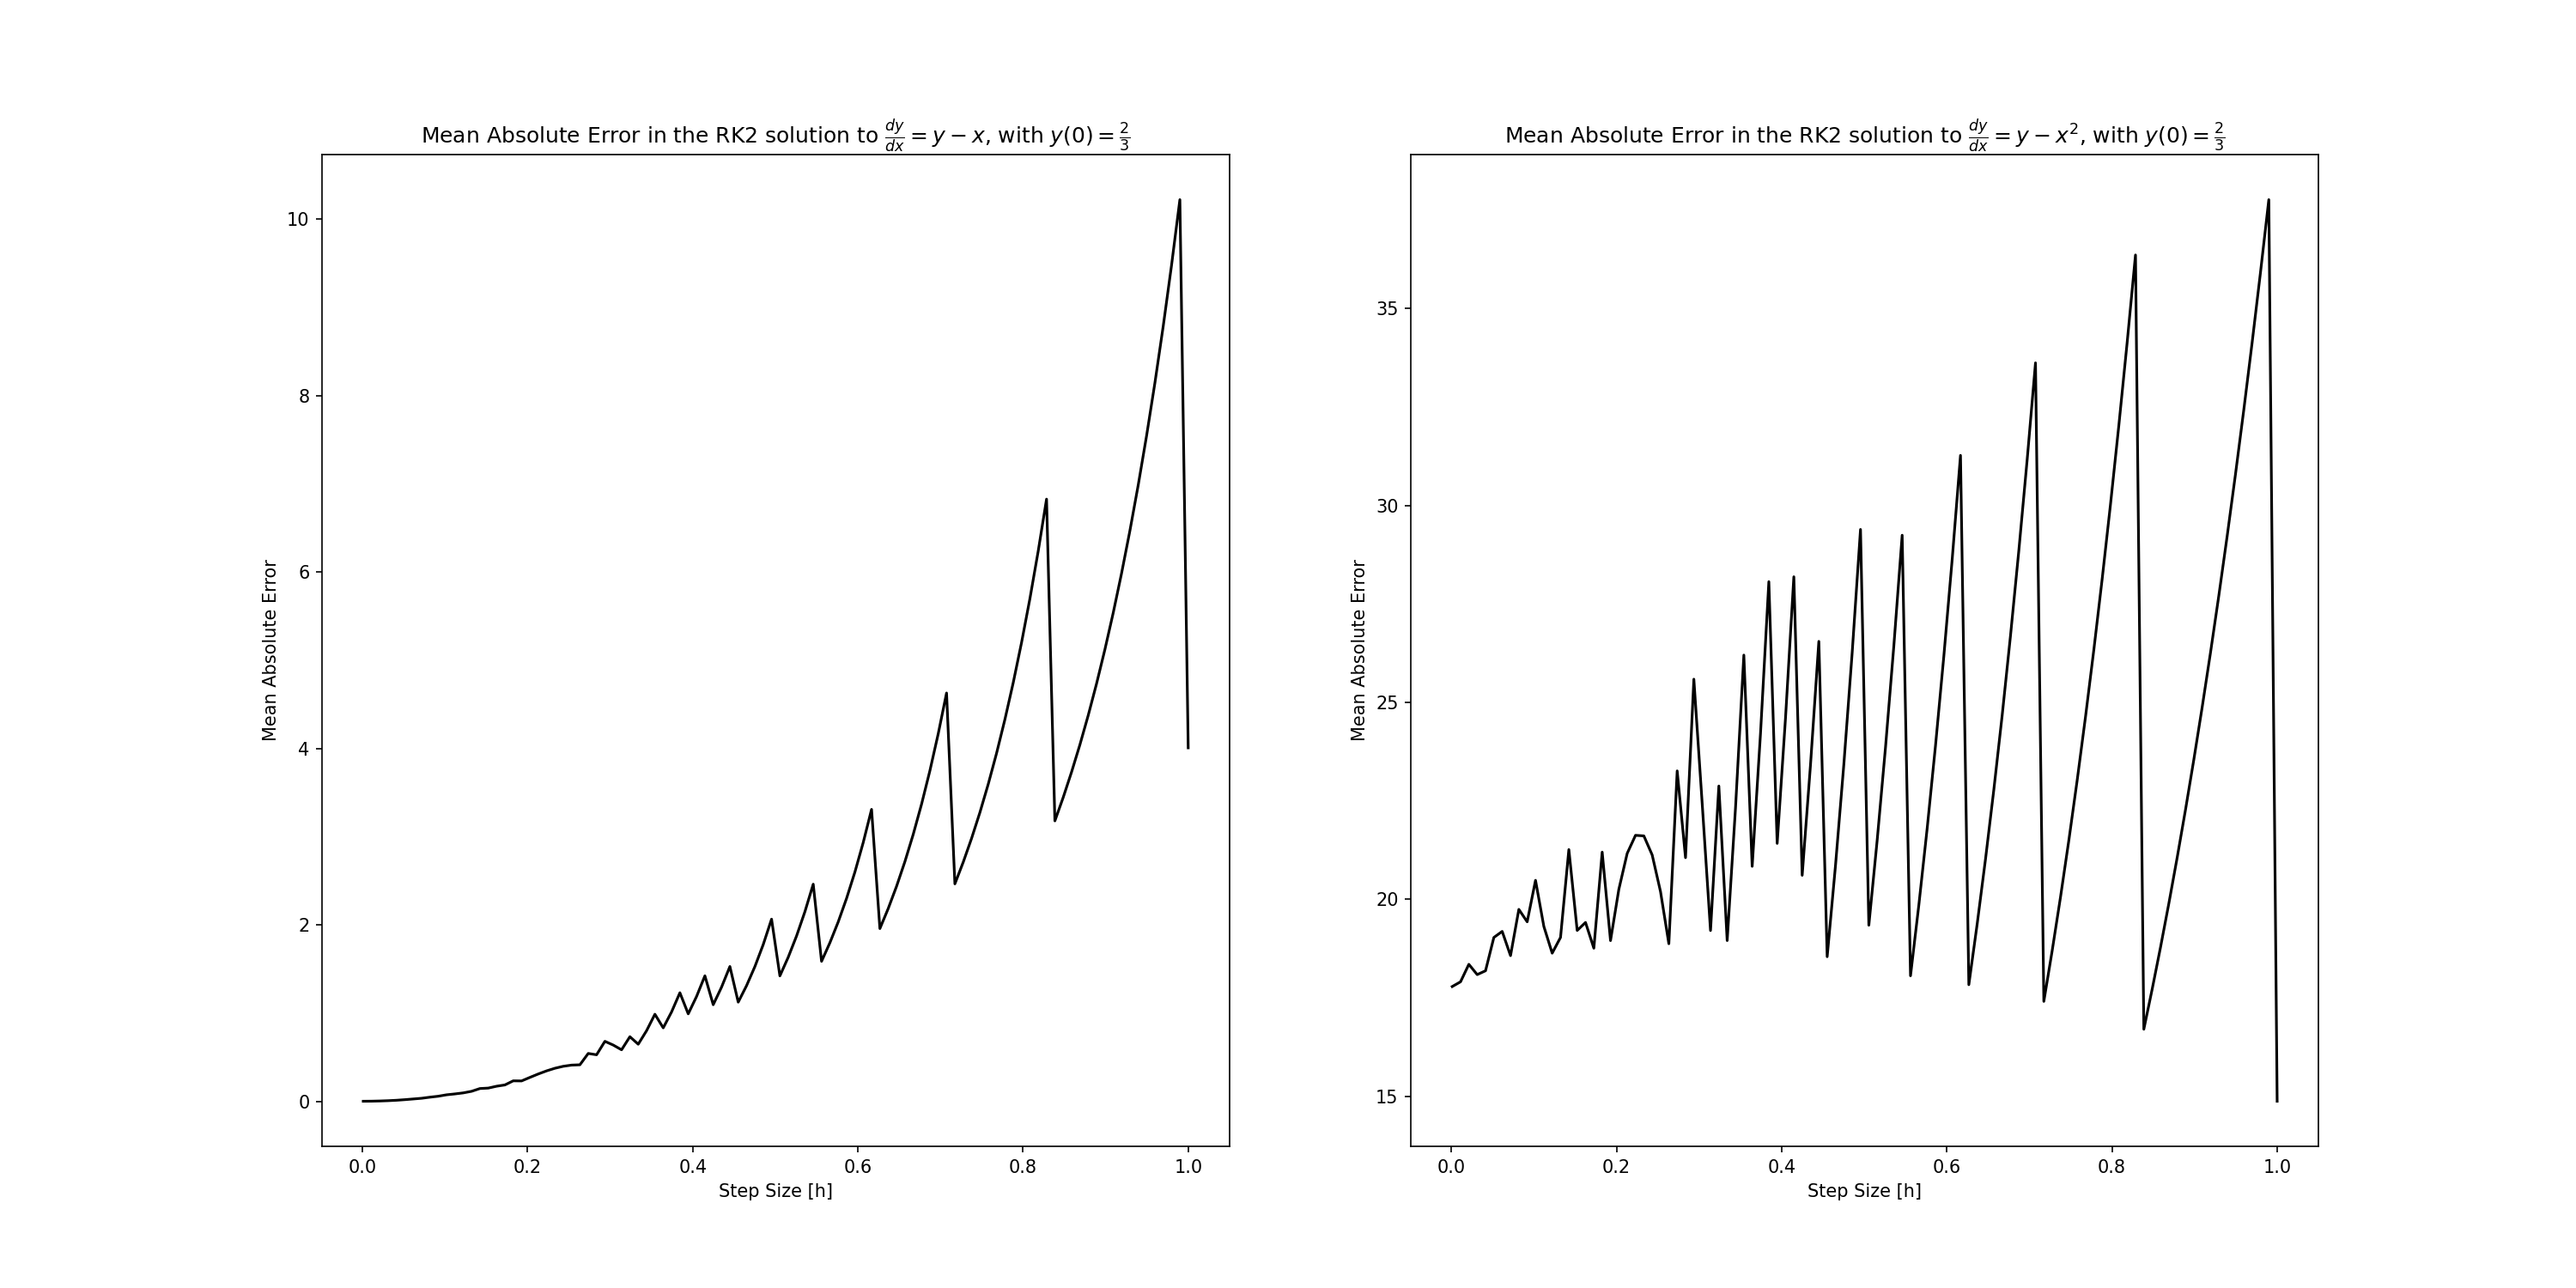 Mean Absolute Error in the RK2 solution to dy/dx = y − x, with y(0) = 2/3
Mean Absolute Error
10
8
6
4
2
0
0.0 0.2 0.4 0.6 0.8 1.0
Step Size [h]
Mean Absolute Error in the RK2 solution to dy/dx = y − x², with y(0) = 2/3
Mean Absolute Error
35
30
25
20
15
0.0 0.2 0.4 0.6 0.8 1.0
Step Size [h]